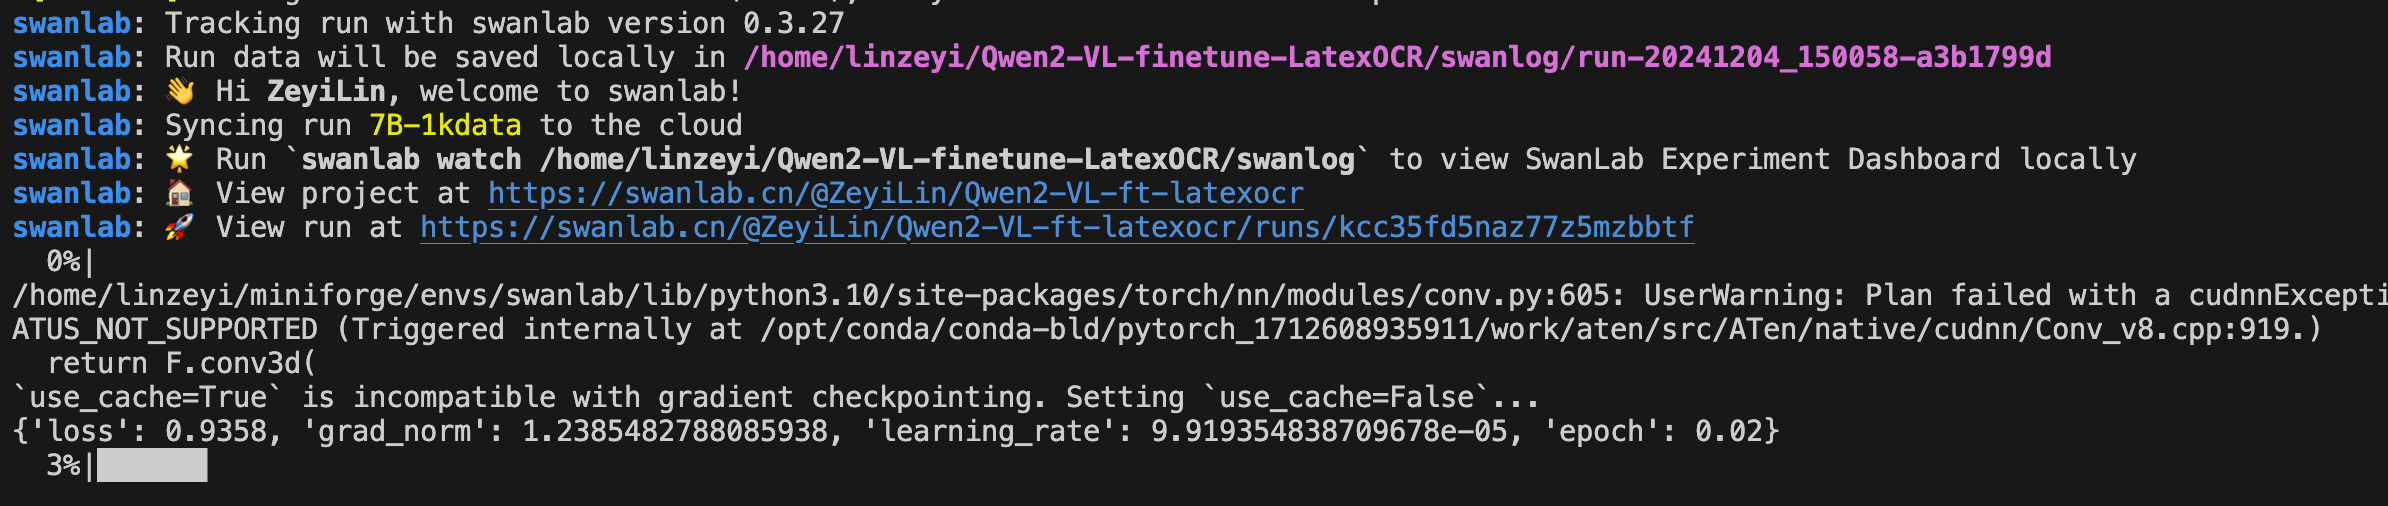 swanlab: Tracking run with swanlab version 0.3.27
swanlab: Run data will be saved locally in /home/linzeyi/Qwen2-VL-finetune-LatexOCR/swanlog/run-20241204_150058-a3b1799d
swanlab: 👋 Hi ZeyiLin, welcome to swanlab!
swanlab: Syncing run 7B-1kdata to the cloud
swanlab: 🌟 Run `swanlab watch /home/linzeyi/Qwen2-VL-finetune-LatexOCR/swanlog` to view SwanLab Experiment Dashboard locally
swanlab: 🏠 View project at https://swanlab.cn/@ZeyiLin/Qwen2-VL-ft-latexocr
swanlab: 🚀 View run at https://swanlab.cn/@ZeyiLin/Qwen2-VL-ft-latexocr/runs/kcc35fd5naz77z5mzbbtf
0%|
/home/linzeyi/miniforge/envs/swanlab/lib/python3.10/site-packages/torch/nn/modules/conv.py:605: UserWarning: Plan failed with a cudnnExcepti
ATUS_NOT_SUPPORTED (Triggered internally at /opt/conda/conda-bld/pytorch_1712608935911/work/aten/src/ATen/native/cudnn/Conv_v8.cpp:919.)
return F.conv3d(
`use_cache=True` is incompatible with gradient checkpointing. Setting `use_cache=False`...
{'loss': 0.9358, 'grad_norm': 1.2385482788085938, 'learning_rate': 9.919354838709678e-05, 'epoch': 0.02}
3%|